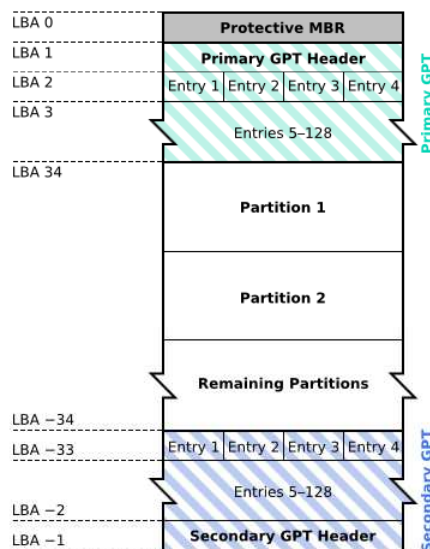 LBA 0
Protective MBR
LBA 1
Primary GPT Header
LBA 2
Entry 1 Entry 2 Entry 3 Entry 4
LBA 3
Entries 5–128
Primary GPT
LBA 34
Partition 1
Partition 2
Remaining Partitions
LBA −34
LBA −33
Entry 1 Entry 2 Entry 3 Entry 4
Entries 5–128
LBA −2
Secondary GPT Header
LBA −1
Secondary GPT